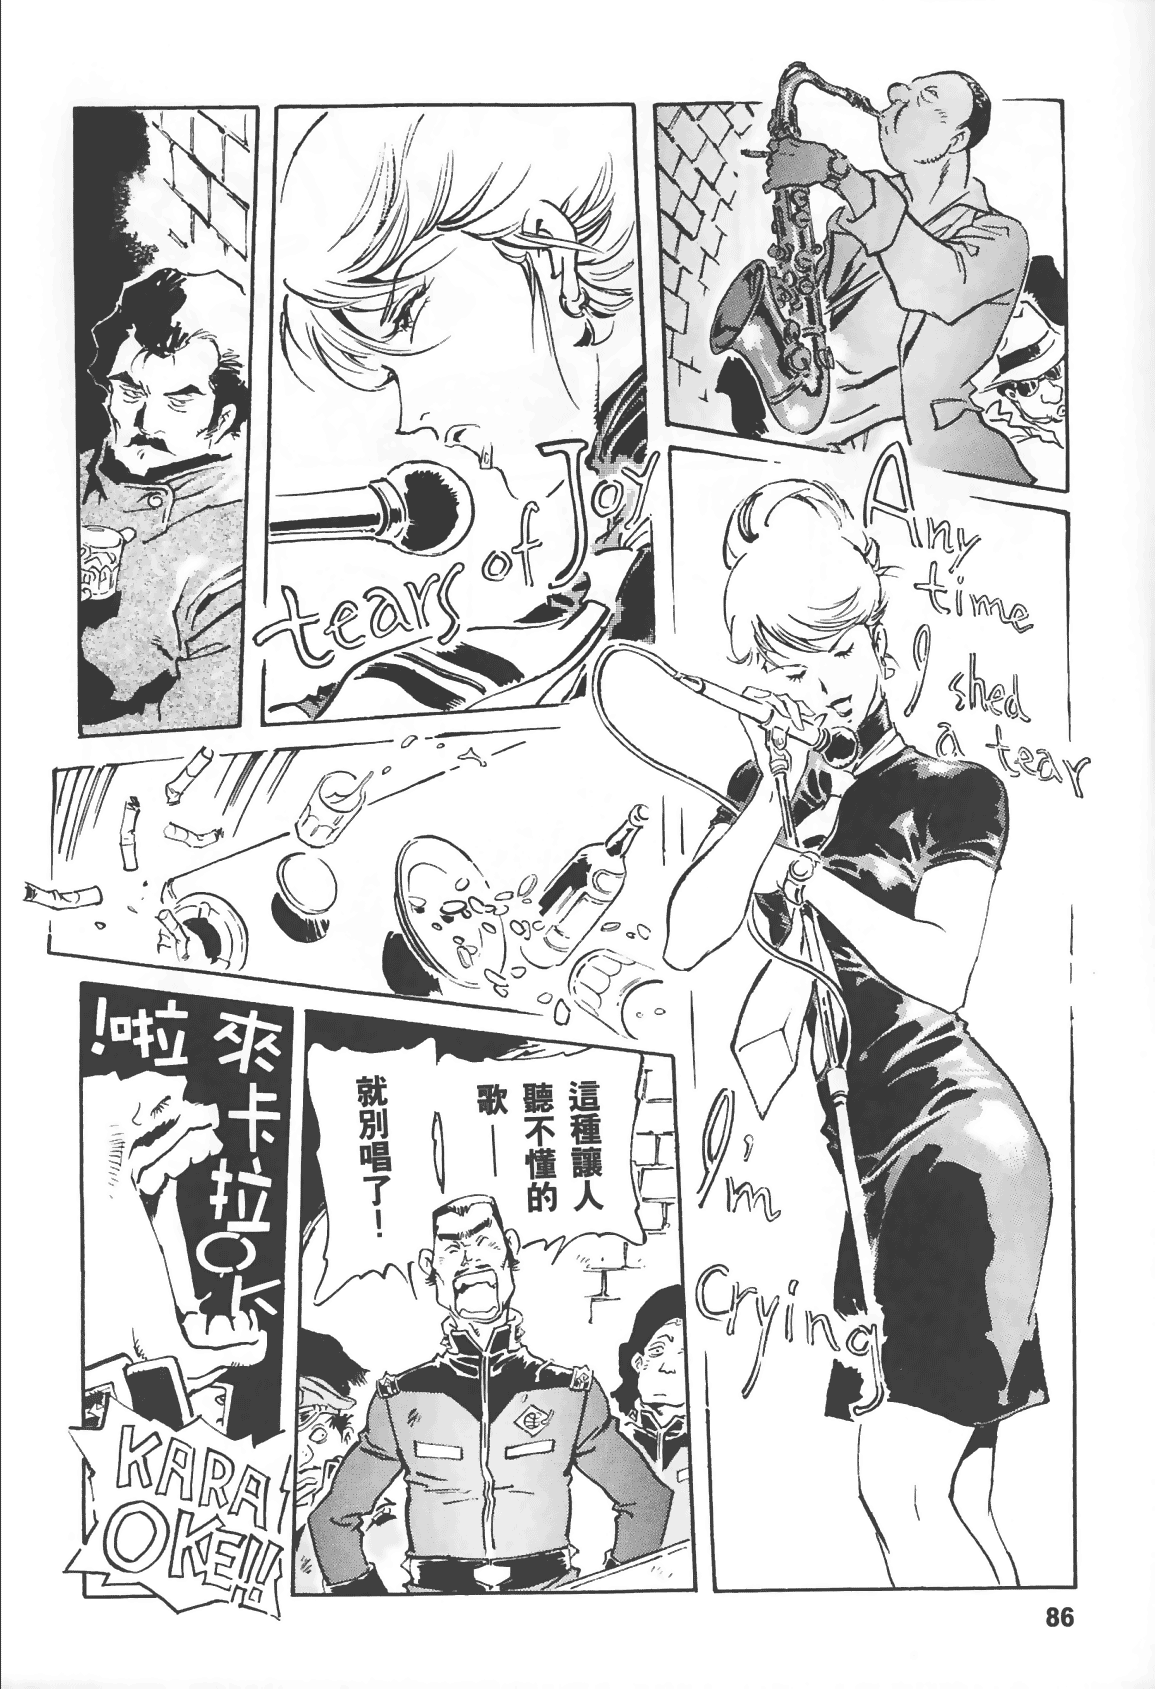 Any
time
I
shed
a tear
I'm
Crying
tears of Joy
這種讓人
聽不懂的
歌——
就別唱了!
來卡拉OK
啦!
KARA
OKE!!!
86